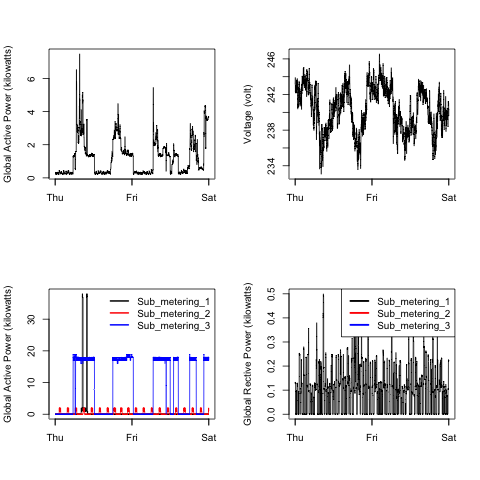 Global Active Power (kilowatts)
0 2 4 6
Thu Fri Sat
Voltage (volt)
234 238 242 246
Thu Fri Sat
Global Active Power (kilowatts)
0 10 20 30
Sub_metering_1
Sub_metering_2
Sub_metering_3
Thu Fri Sat
Global Rective Power (kilowatts)
0.0 0.1 0.2 0.3 0.4 0.5
Sub_metering_1
Sub_metering_2
Sub_metering_3
Thu Fri Sat